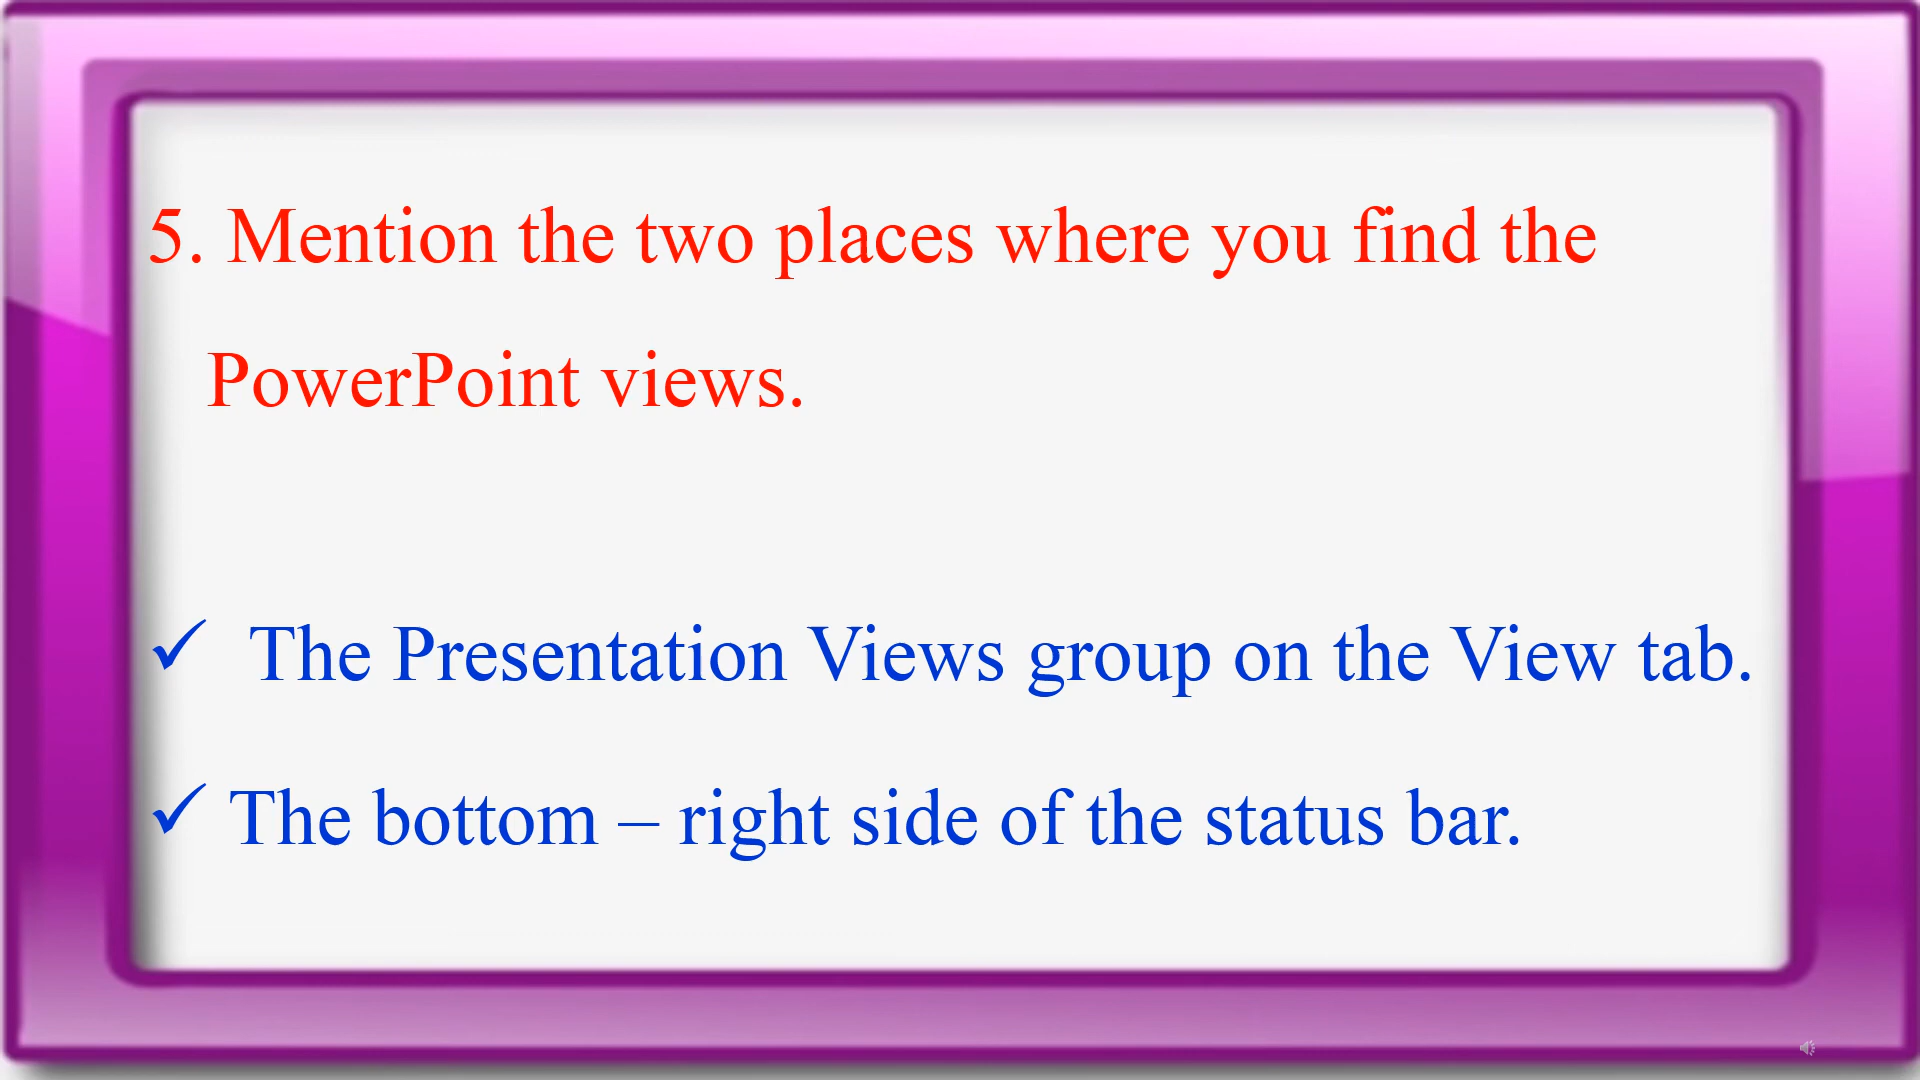 5. Mention the two places where you find the
PowerPoint views.
✓ The Presentation Views group on the View tab.
✓ The bottom – right side of the status bar.